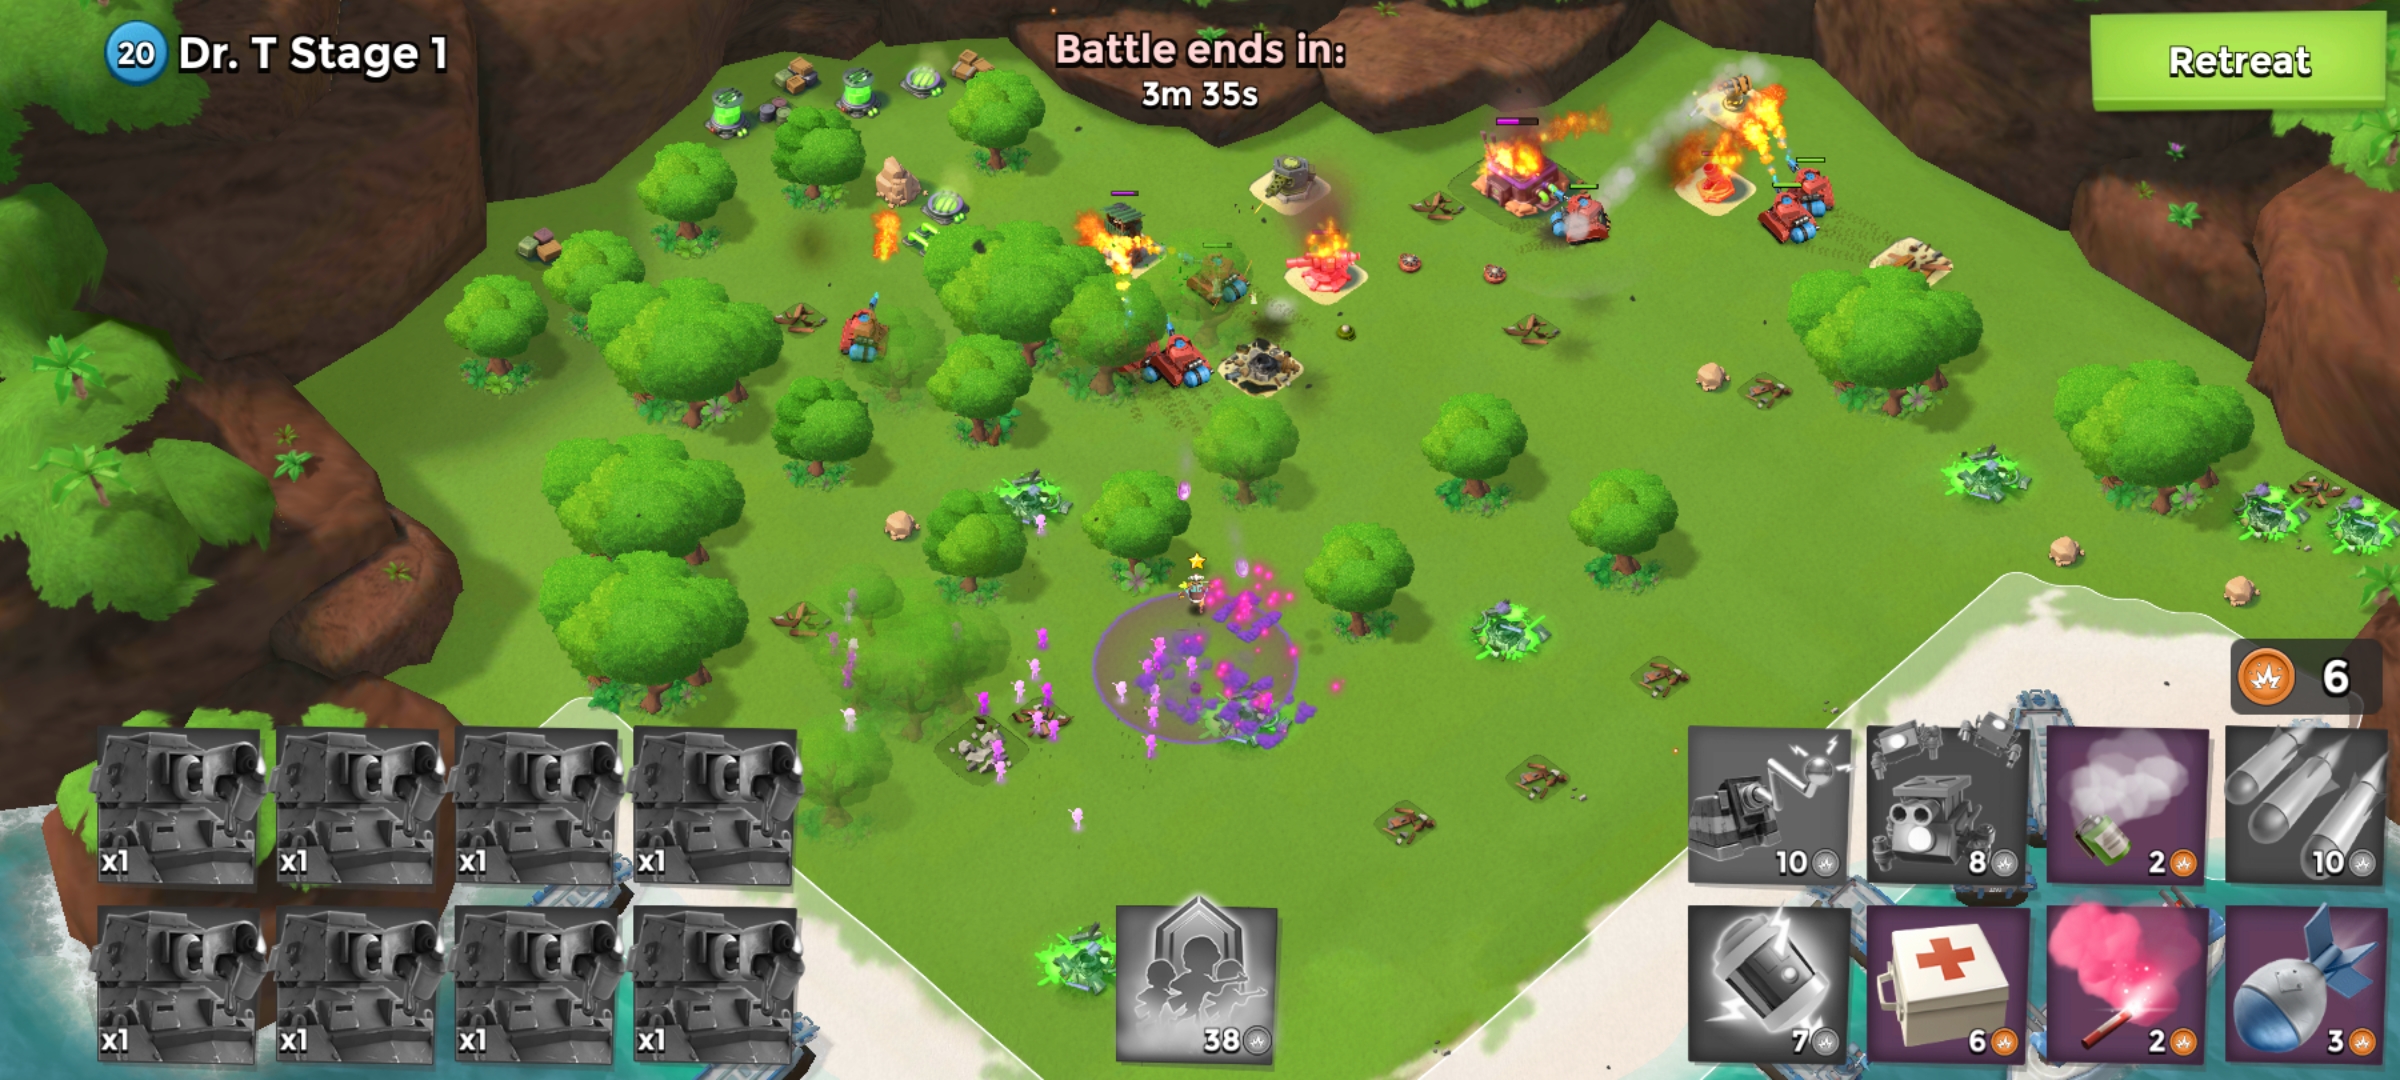 20 Dr. T Stage 1
Battle ends in:
3m 35s
Retreat
6
x1 x1 x1 x1
10 8 2 10
x1 x1 x1 x1
38
7 6 2 3